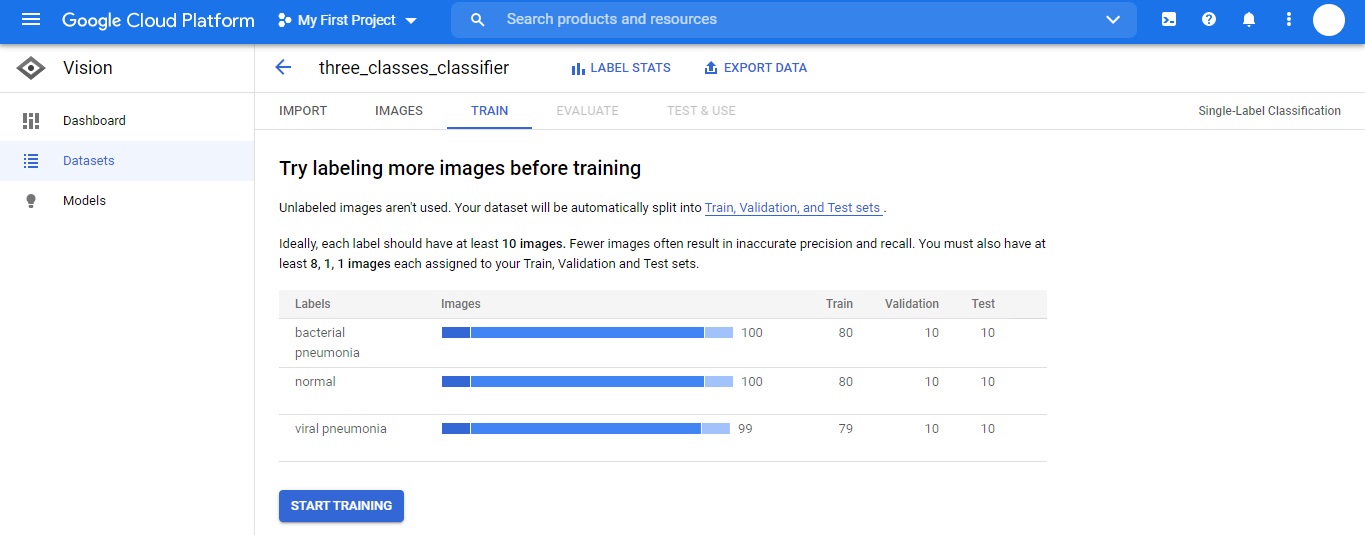 Google Cloud Platform My First Project Search products and resources
Vision three_classes_classifier LABEL STATS EXPORT DATA
IMPORT IMAGES TRAIN EVALUATE TEST & USE Single-Label Classification
Dashboard
Datasets
Models
Try labeling more images before training
Unlabeled images aren't used. Your dataset will be automatically split into Train, Validation, and Test sets .
Ideally, each label should have at least 10 images. Fewer images often result in inaccurate precision and recall. You must also have at
least 8, 1, 1 images each assigned to your Train, Validation and Test sets.
Labels Images Train Validation Test
bacterial
pneumonia 100 80 10 10
normal 100 80 10 10
viral pneumonia 99 79 10 10
START TRAINING